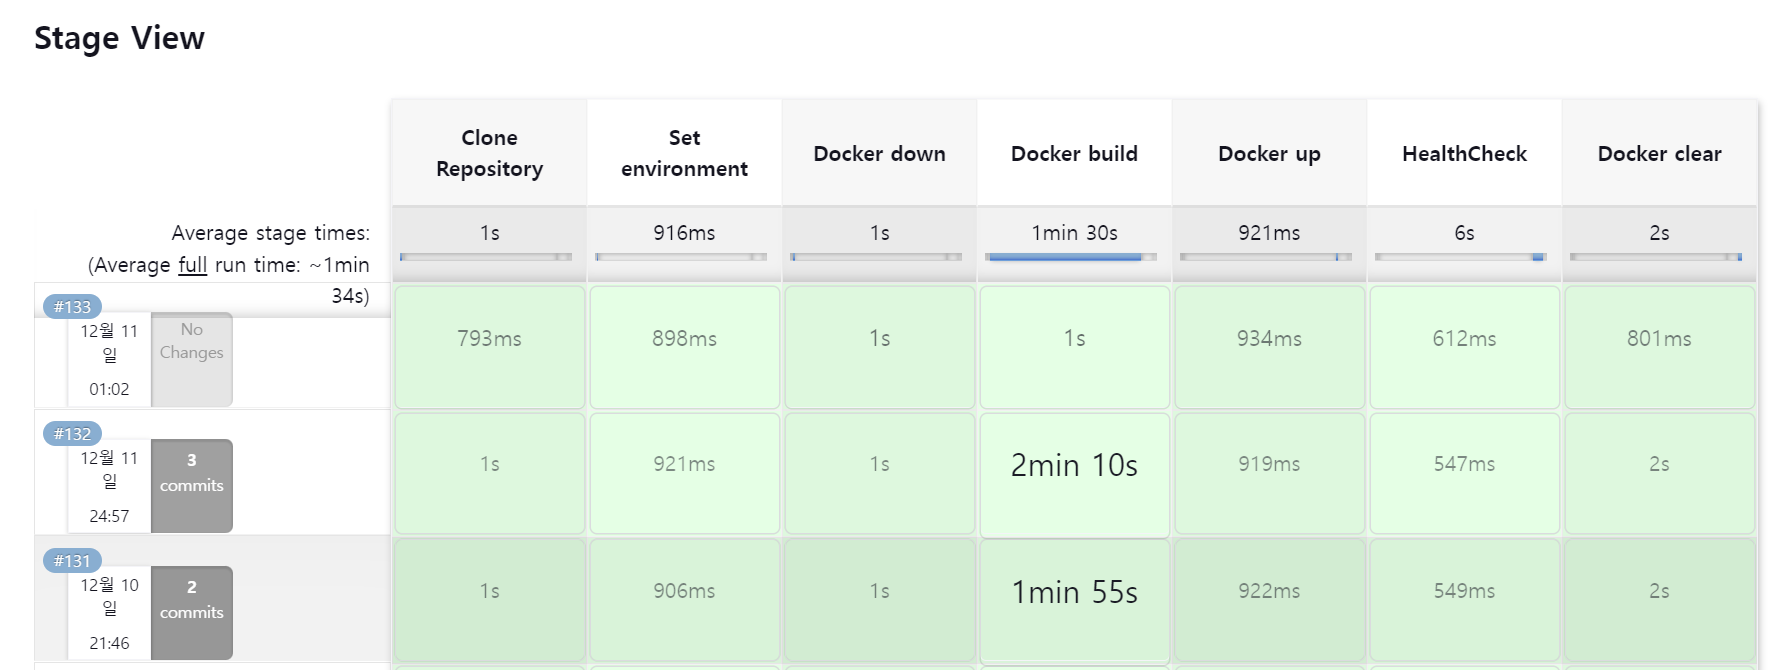 Stage View
Clone
Repository
Set
environment
Docker down
Docker build
Docker up
HealthCheck
Docker clear
Average stage times:
(Average full run time: ~1min
34s)
1s
916ms
1s
1min 30s
921ms
6s
2s
#133
12월 11
일
01:02
No
Changes
793ms
898ms
1s
1s
934ms
612ms
801ms
#132
12월 11
일
24:57
3
commits
1s
921ms
1s
2min 10s
919ms
547ms
2s
#131
12월 10
일
21:46
2
commits
1s
906ms
1s
1min 55s
922ms
549ms
2s